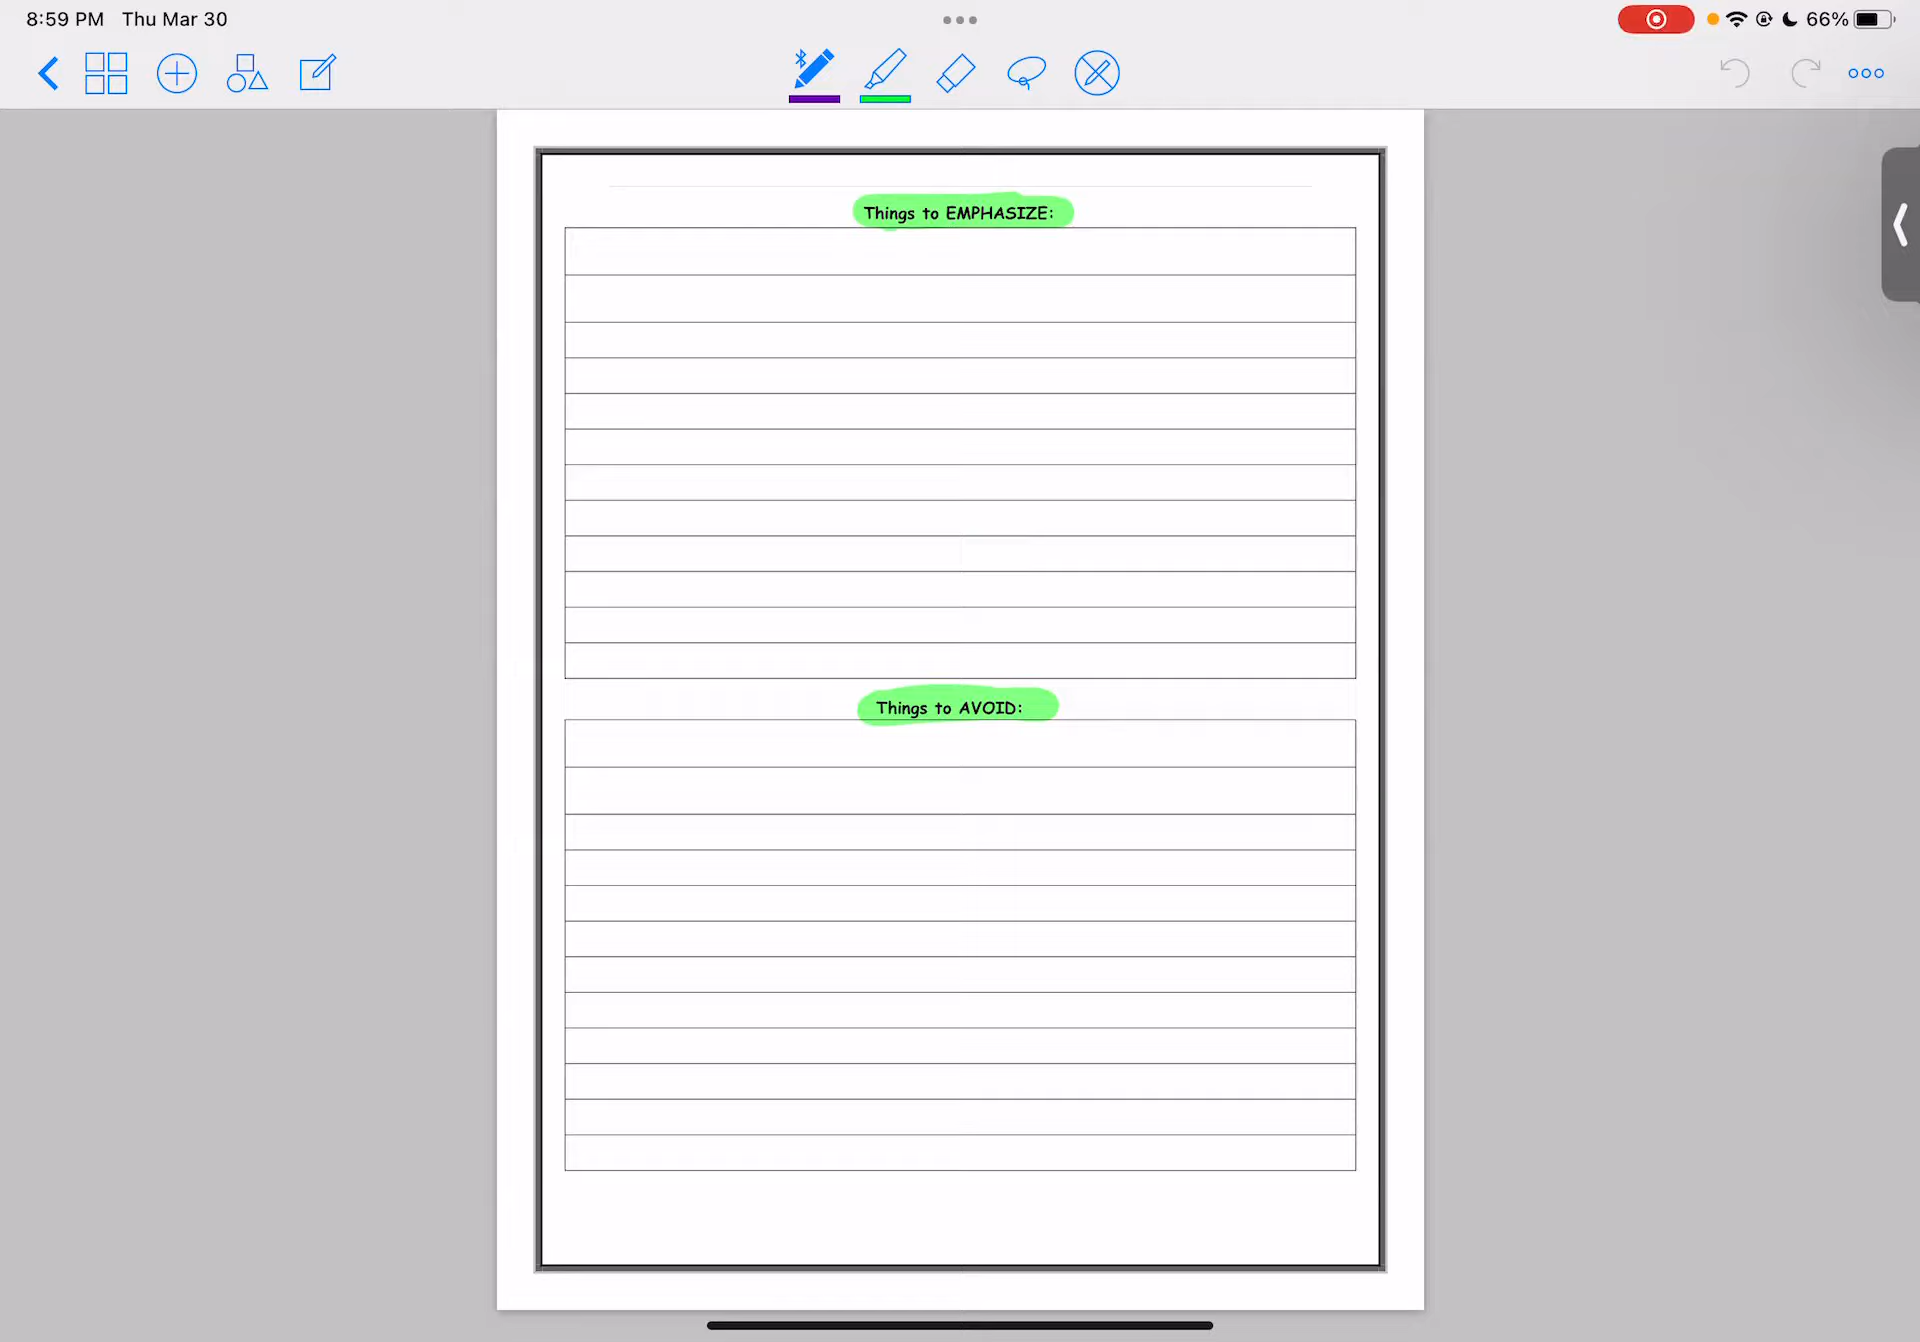 8:59 PM Thu Mar 30
66%
Things to EMPHASIZE:
Things to AVOID: